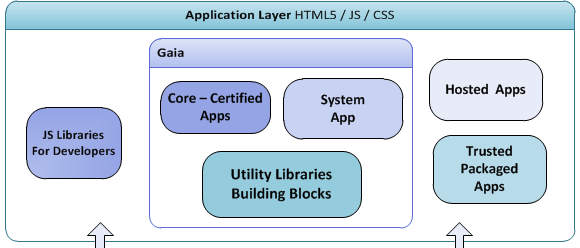 Application Layer HTML5 / JS / CSS
Gaia
Core – Certified
Apps
System
App
Utility Libraries
Building Blocks
JS Libraries
For Developers
Hosted Apps
Trusted
Packaged
Apps